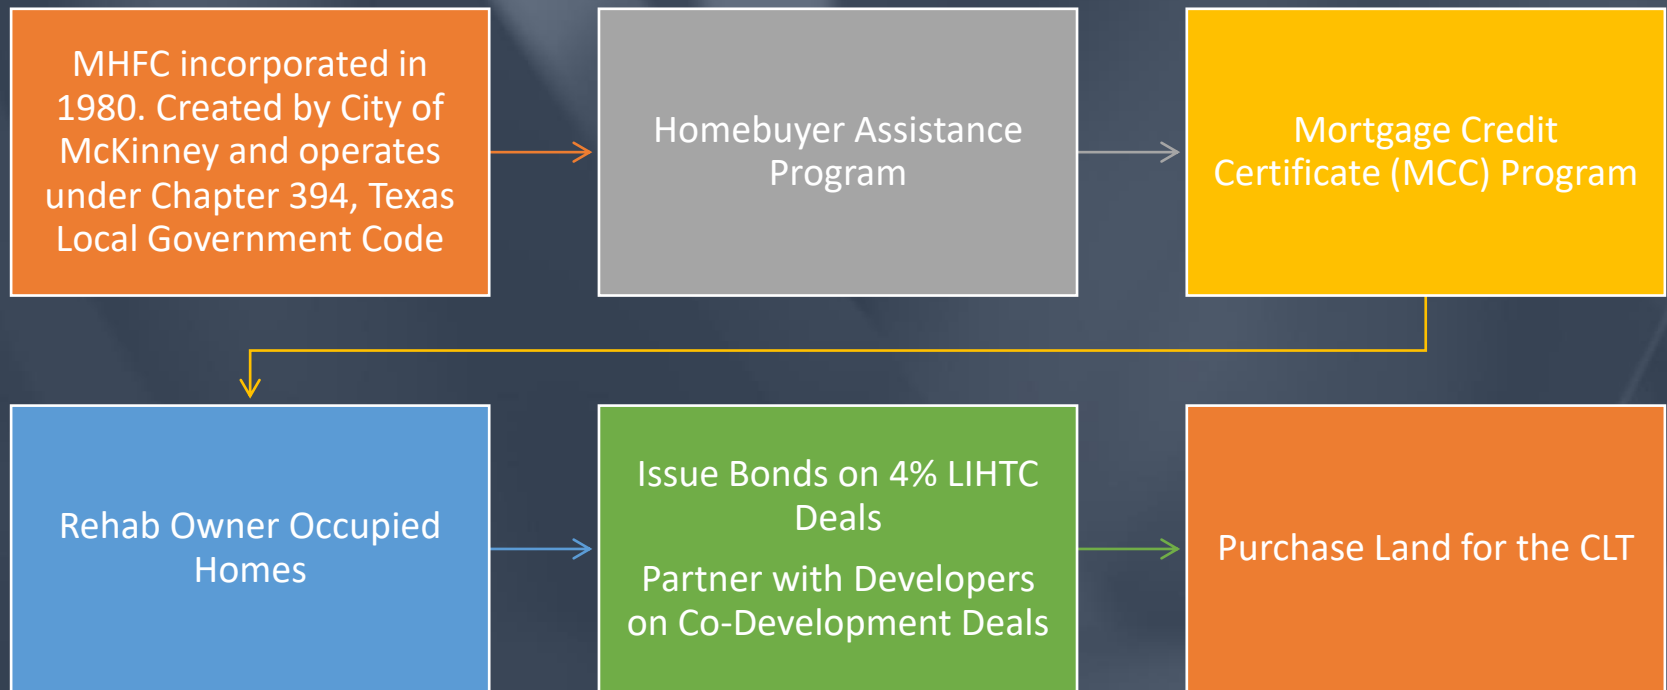 MHFC incorporated in
1980. Created by City of
McKinney and operates
under Chapter 394, Texas
Local Government Code
Homebuyer Assistance
Program
Mortgage Credit
Certificate (MCC) Program
Rehab Owner Occupied
Homes
Issue Bonds on 4% LIHTC
Deals
Partner with Developers
on Co-Development Deals
Purchase Land for the CLT